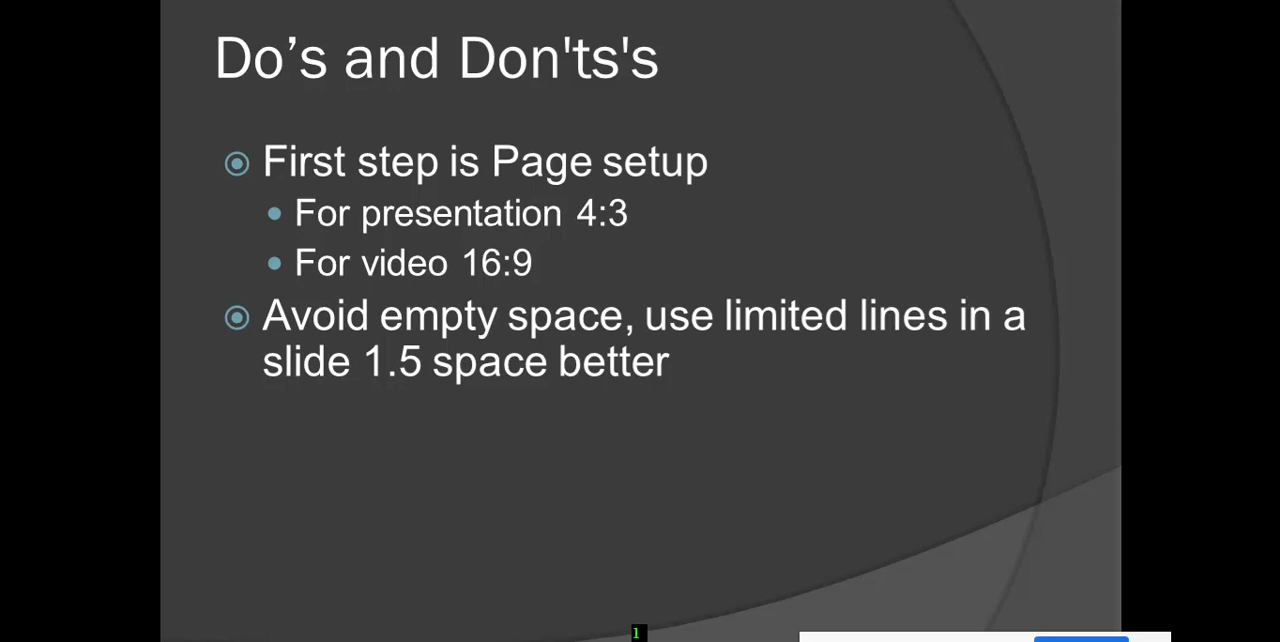 Do’s and Don'ts's
First step is Page setup
For presentation 4:3
For video 16:9
Avoid empty space, use limited lines in a
slide 1.5 space better
1